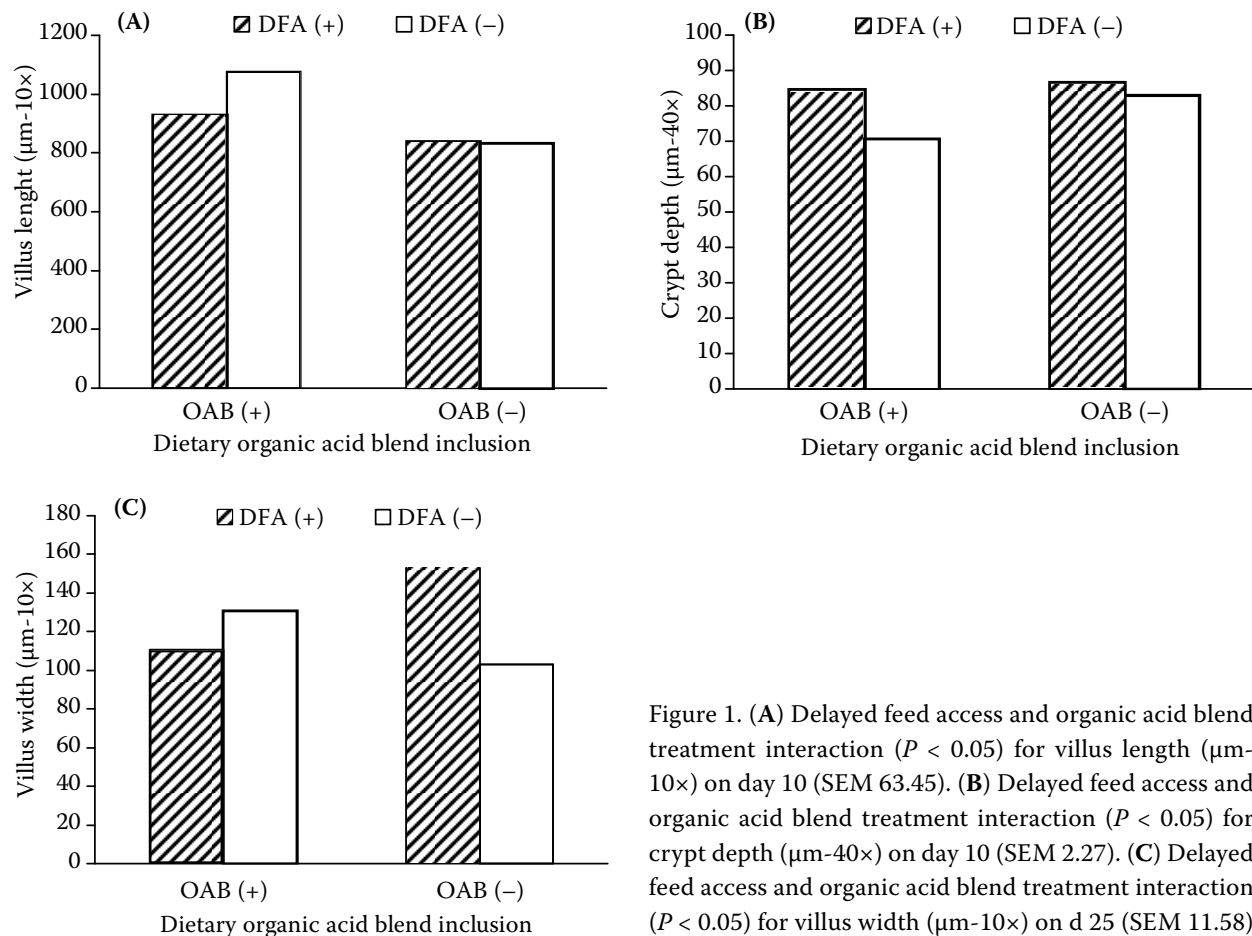 (A)
DFA (+) DFA (–)
1200
1000
800
600
400
200
0
Villus lenght (µm-10×)
OAB (+) OAB (–)
Dietary organic acid blend inclusion
(B)
DFA (+) DFA (–)
100
90
80
70
60
50
40
30
20
10
0
Crypt depth (µm-40×)
OAB (+) OAB (–)
Dietary organic acid blend inclusion
(C)
DFA (+) DFA (–)
180
160
140
120
100
80
60
40
20
0
Villus width (µm-10×)
OAB (+) OAB (–)
Dietary organic acid blend inclusion
Figure 1. (A) Delayed feed access and organic acid blend
treatment interaction (P < 0.05) for villus length (µm-
10×) on day 10 (SEM 63.45). (B) Delayed feed access and
organic acid blend treatment interaction (P < 0.05) for
crypt depth (µm-40×) on day 10 (SEM 2.27). (C) Delayed
feed access and organic acid blend treatment interaction
(P < 0.05) for villus width (µm-10×) on d 25 (SEM 11.58)